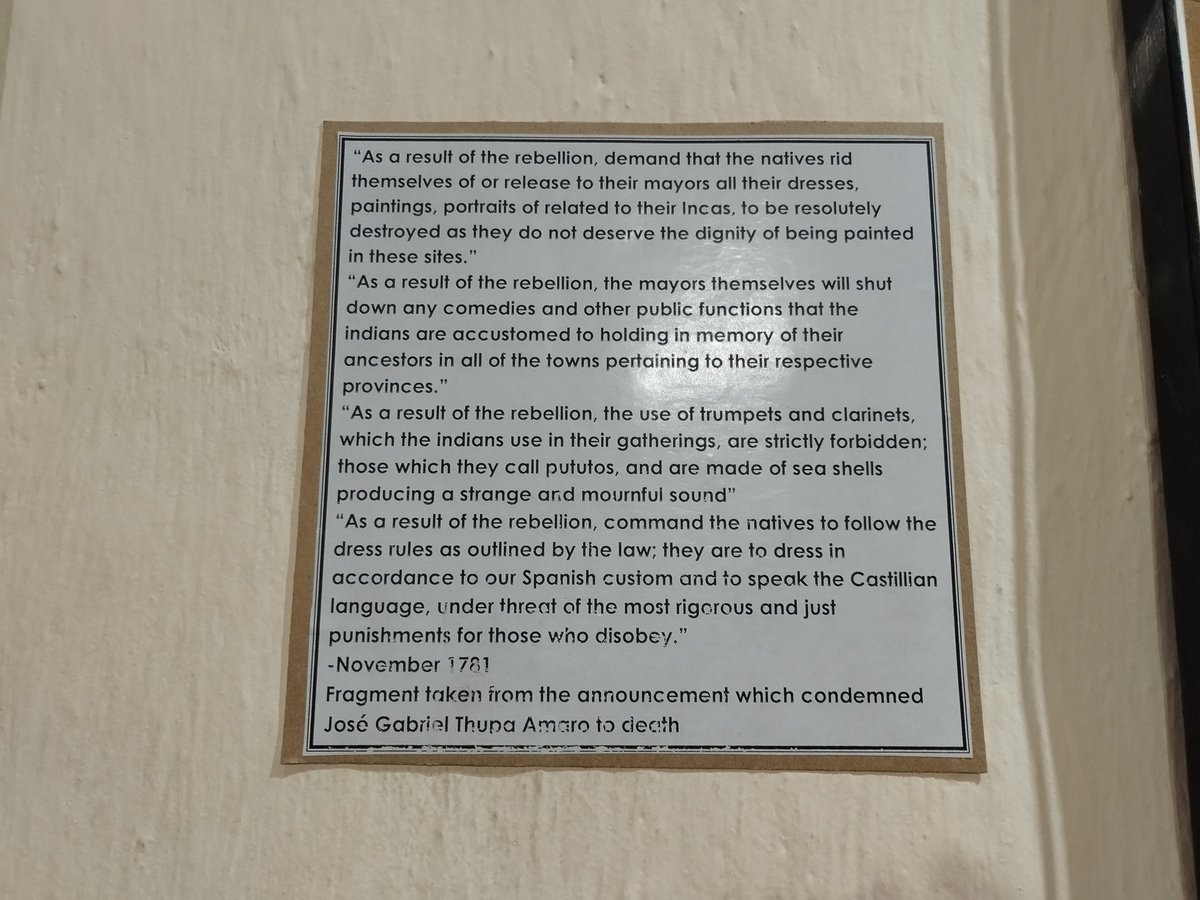 “As a result of the rebellion, demand that the natives rid
themselves of or release to their mayors all their dresses,
paintings, portraits of related to their Incas, to be resolutely
destroyed as they do not deserve the dignity of being painted
in these sites.”
“As a result of the rebellion, the mayors themselves will shut
down any comedies and other public functions that the
indians are accustomed to holding in memory of their
ancestors in all of the towns pertaining to their respective
provinces.”
“As a result of the rebellion, the use of trumpets and clarinets,
which the indians use in their gatherings, are strictly forbidden;
those which they call pututos, and are made of sea shells
producing a strange and mournful sound”
“As a result of the rebellion, command the natives to follow the
dress rules as outlined by the law; they are to dress in
accordance to our Spanish custom and to speak the Castillian
language, under threat of the most rigorous and just
punishments for those who disobey.”
-November 1781
Fragment taken from the announcement which condemned
José Gabriel Thupa Amaro to death